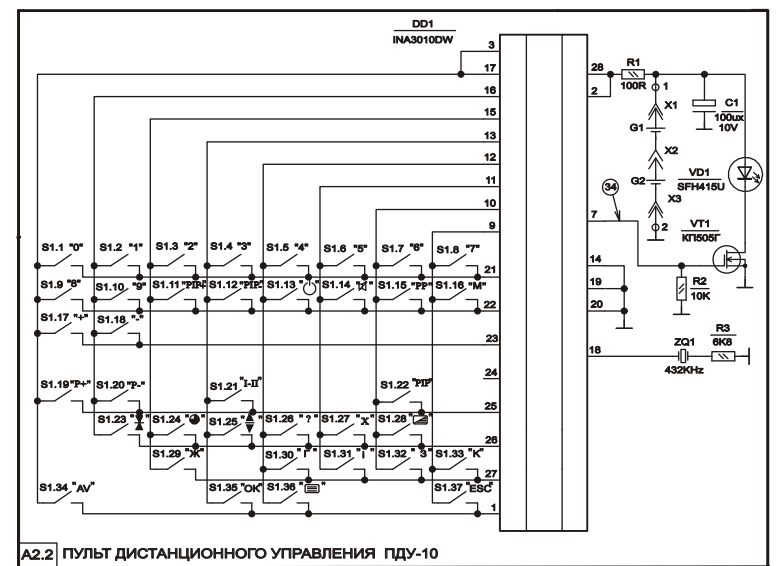 DD1
INA3010DW
3
17
16
15
13
12
11
10
9
28
2
R1
100R
1
X1
G1
X2
G2
X3
2
C1
100ux
10V
VD1
SFH415U
34
7
VT1
КП505Г
14
19
20
R2
10K
18
ZQ1
432KHz
R3
6K8
S1.1 "0" S1.2 "1" S1.3 "2" S1.4 "3" S1.5 "4" S1.6 "5" S1.7 "6" S1.8 "7"
21
S1.9 "8" S1.10 "9" S1.11 "PIP+" S1.12 "PIP-" S1.13 " " S1.14 " " S1.15 "PP" S1.16 "M"
22
S1.17 "+" S1.18 "-"
23
24
S1.19 "P+" S1.20 "P-" S1.21 "I-II" S1.22 "PIP"
25
S1.23 " " S1.24 " " S1.25 " " S1.26 "?" S1.27 "X" S1.28 " "
26
S1.29 "Ж" S1.30 "Г" S1.31 "i" S1.32 "З" S1.33 "К"
27
S1.34 "AV" S1.35 "OK" S1.36 " " S1.37 "ESC"
1
A2.2 ПУЛЬТ ДИСТАНЦИОННОГО УПРАВЛЕНИЯ ПДУ-10